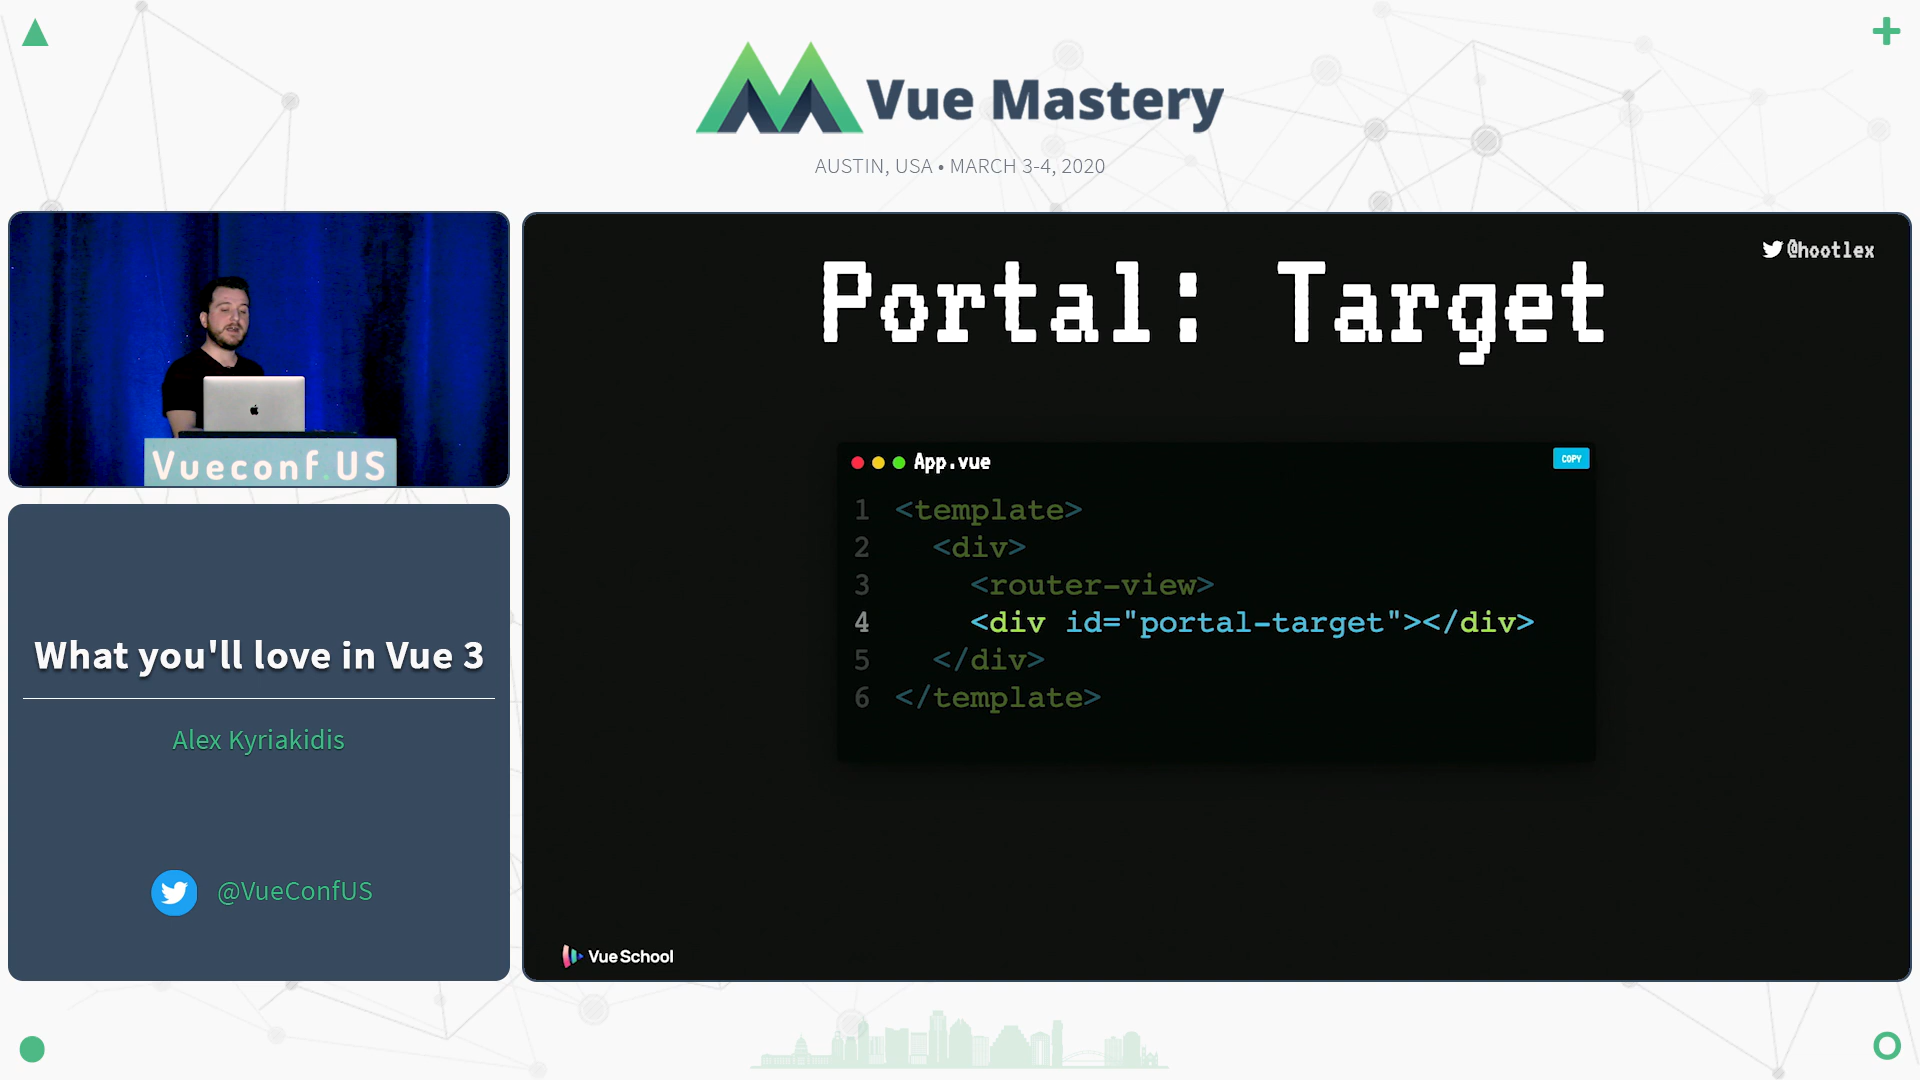 Vue Mastery
AUSTIN, USA • MARCH 3-4, 2020
Vueconf.US
What you'll love in Vue 3
Alex Kyriakidis
@VueConfUS
@hootlex
Portal: Target
App.vue
COPY
1 <template>
2   <div>
3     <router-view>
4     <div id="portal-target"></div>
5   </div>
6 </template>
Vue School